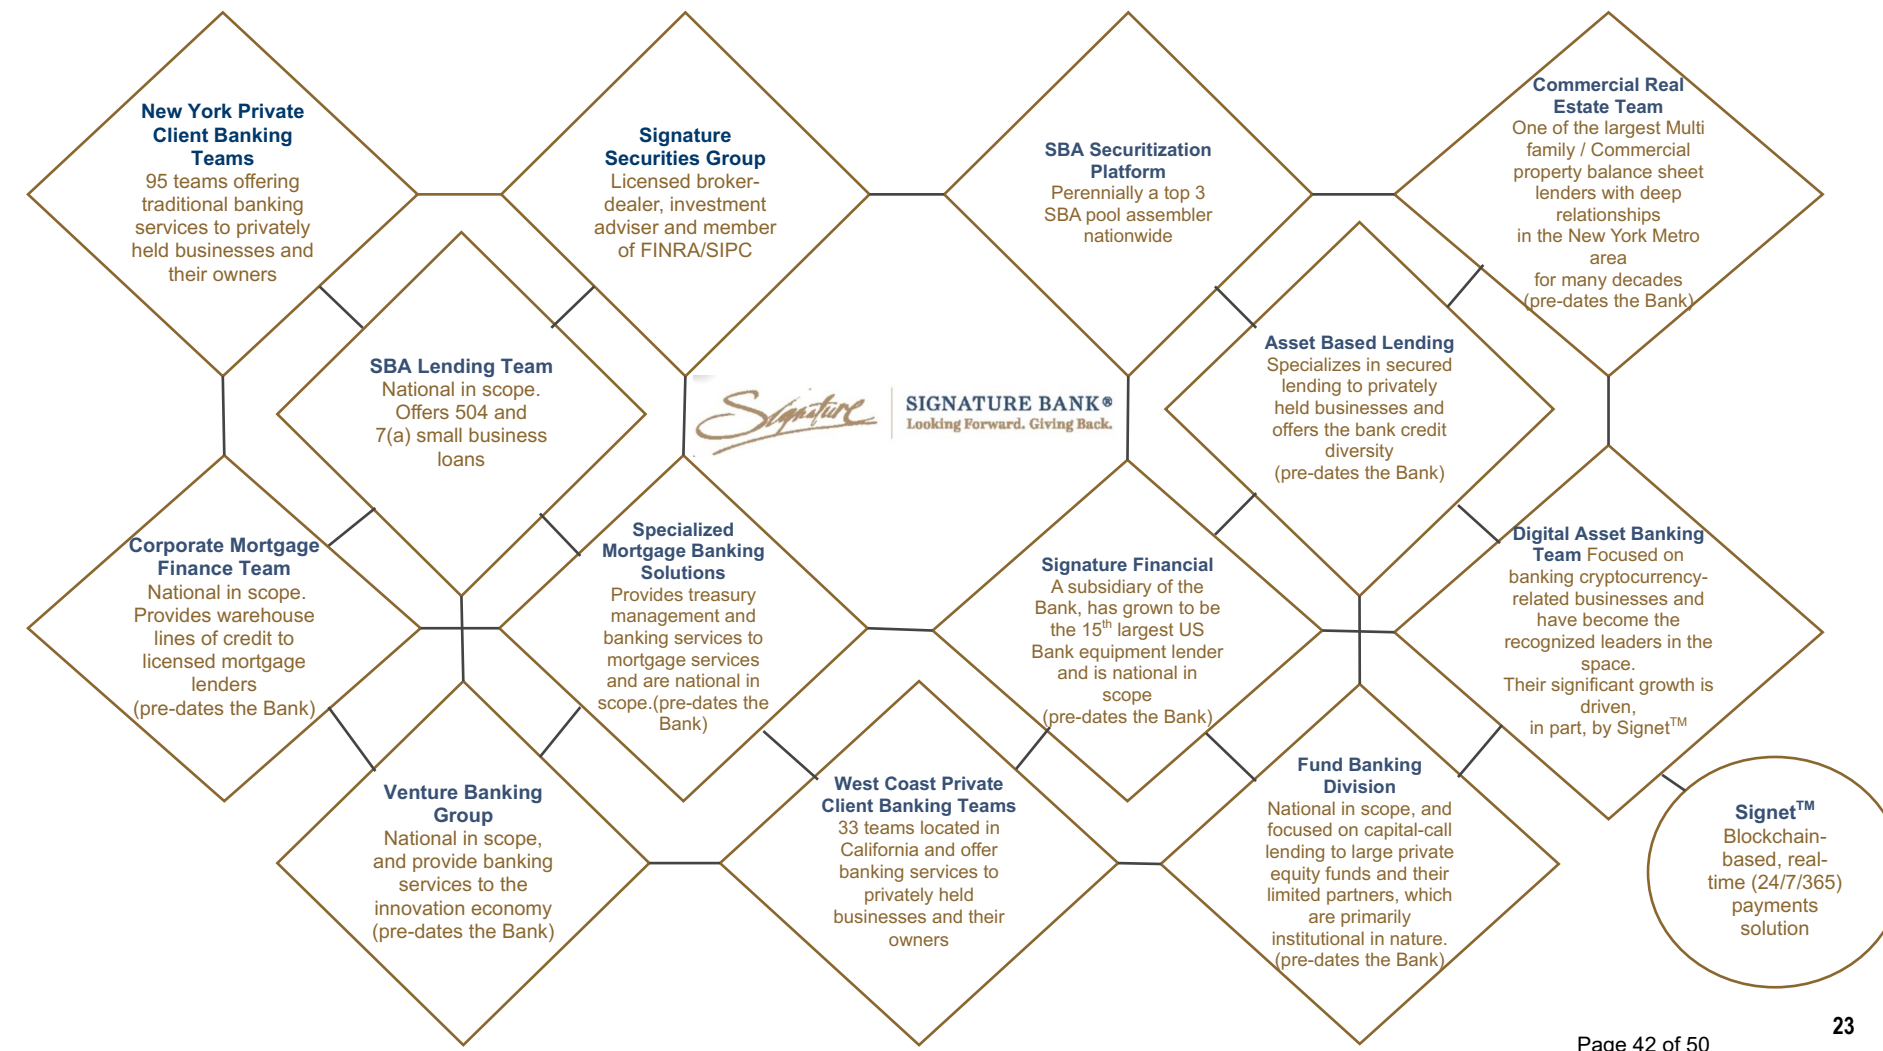 New York Private
Client Banking
Teams
95 teams offering
traditional banking
services to privately
held businesses and
their owners
Signature
Securities Group
Licensed broker-
dealer, investment
adviser and member
of FINRA/SIPC
SBA Securitization
Platform
Perennially a top 3
SBA pool assembler
nationwide
Commercial Real
Estate Team
One of the largest Multi
family / Commercial
property balance sheet
lenders with deep
relationships
in the New York Metro
area
for many decades
(pre-dates the Bank)
SBA Lending Team
National in scope.
Offers 504 and
7(a) small business
loans
Signature
SIGNATURE BANK®
Looking Forward. Giving Back.
Asset Based Lending
Specializes in secured
lending to privately
held businesses and
offers the bank credit
diversity
(pre-dates the Bank)
Corporate Mortgage
Finance Team
National in scope.
Provides warehouse
lines of credit to
licensed mortgage
lenders
(pre-dates the Bank)
Specialized
Mortgage Banking
Solutions
Provides treasury
management and
banking services to
mortgage services
and are national in
scope.(pre-dates the
Bank)
Signature Financial
A subsidiary of the
Bank, has grown to be
the 15th largest US
Bank equipment lender
and is national in
scope
(pre-dates the Bank)
Digital Asset Banking
Team Focused on
banking cryptocurrency-
related businesses and
have become the
recognized leaders in the
space.
Their significant growth is
driven,
in part, by Signet™
Venture Banking
Group
National in scope,
and provide banking
services to the
innovation economy
(pre-dates the Bank)
West Coast Private
Client Banking Teams
33 teams located in
California and offer
banking services to
privately held
businesses and their
owners
Fund Banking
Division
National in scope, and
focused on capital-call
lending to large private
equity funds and their
limited partners, which
are primarily
institutional in nature.
(pre-dates the Bank)
Signet™
Blockchain-
based, real-
time (24/7/365)
payments
solution
23
Page 42 of 50